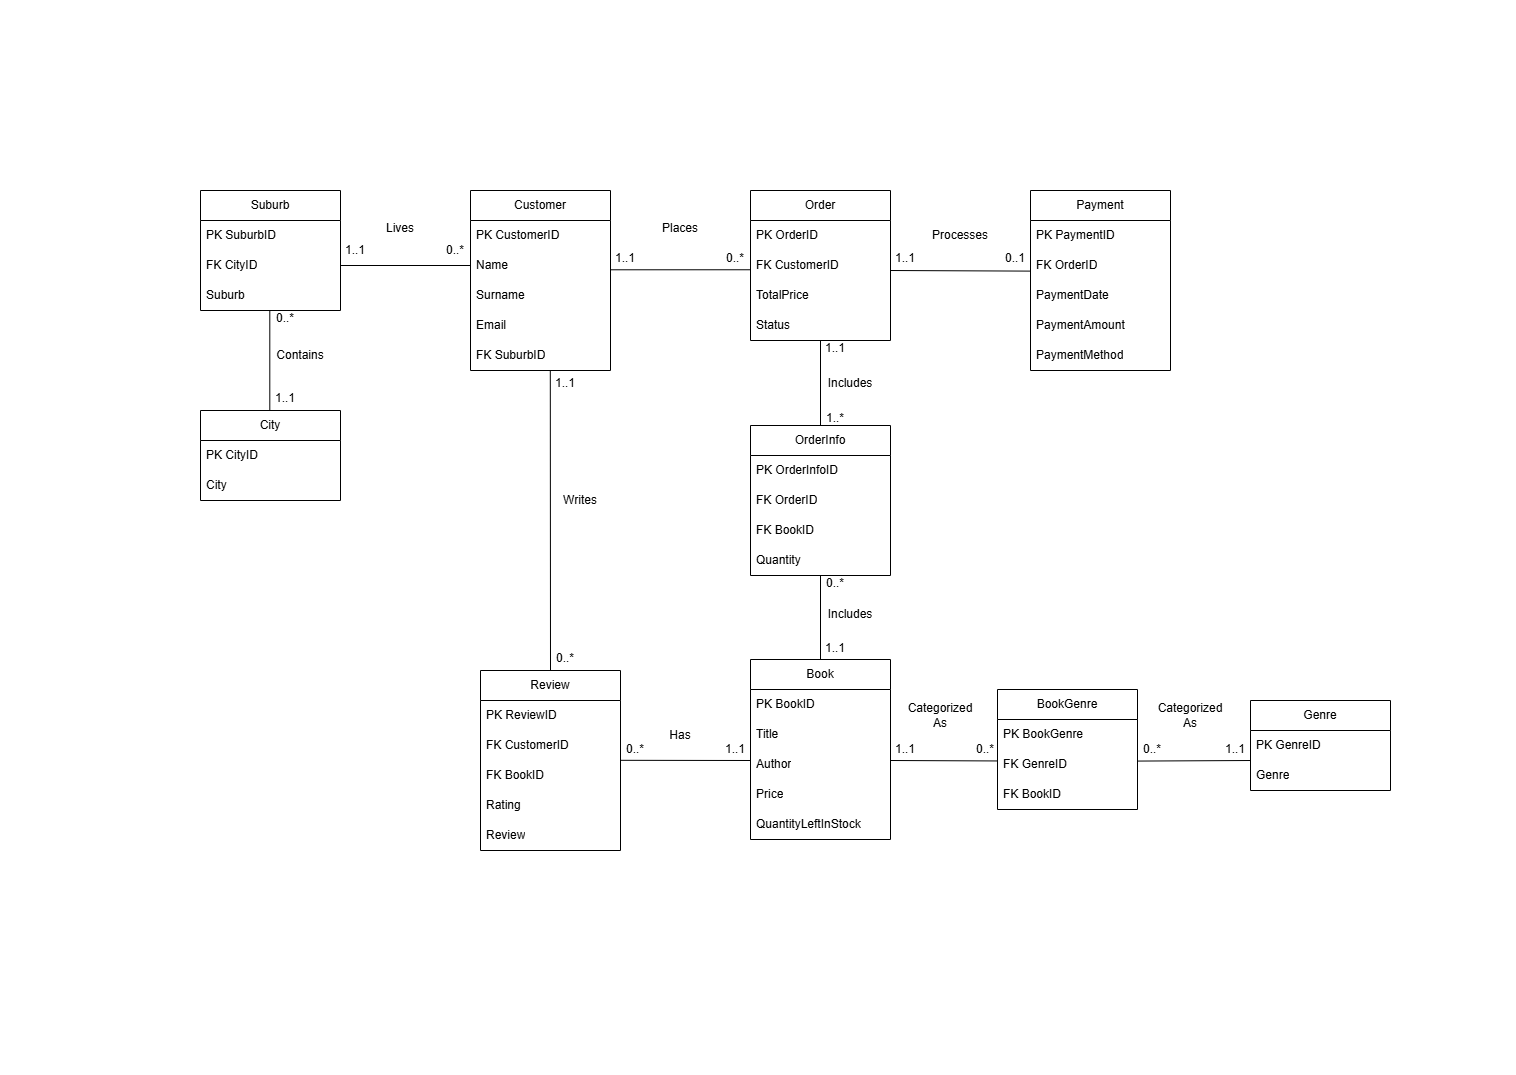 Suburb
PK SuburbID
FK CityID
Suburb
Lives
1..1
0..*
Customer
PK CustomerID
Name
Surname
Email
FK SuburbID
Places
1..1
0..*
Order
PK OrderID
FK CustomerID
TotalPrice
Status
Processes
1..1
0..1
Payment
PK PaymentID
FK OrderID
PaymentDate
PaymentAmount
PaymentMethod
0..*
Contains
1..1
City
PK CityID
City
1..1
Writes
0..*
1..1
Includes
1..*
OrderInfo
PK OrderInfoID
FK OrderID
FK BookID
Quantity
0..*
Includes
1..1
Review
PK ReviewID
FK CustomerID
FK BookID
Rating
Review
Has
0..*
1..1
Book
PK BookID
Title
Author
Price
QuantityLeftInStock
Categorized
As
1..1
0..*
BookGenre
PK BookGenre
FK GenreID
FK BookID
Categorized
As
0..*
1..1
Genre
PK GenreID
Genre